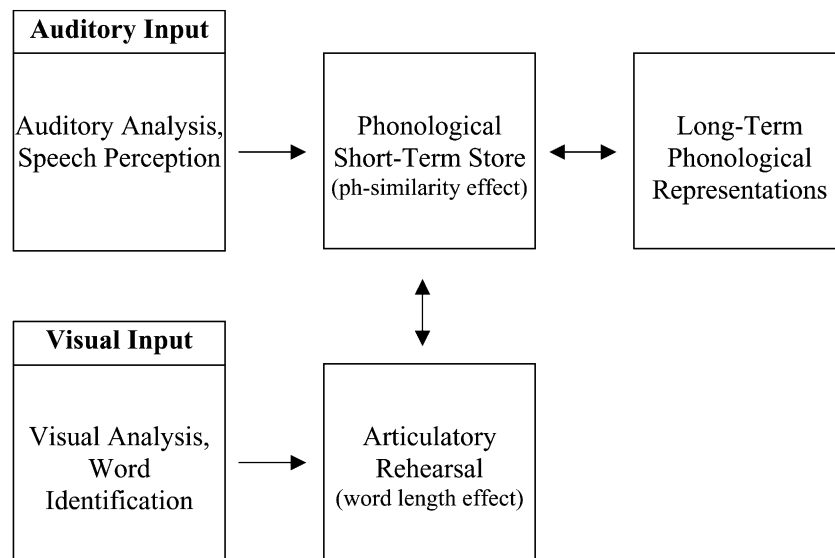 Auditory Input
Auditory Analysis,
Speech Perception
Phonological
Short-Term Store
(ph-similarity effect)
Long-Term
Phonological
Representations
Visual Input
Visual Analysis,
Word
Identification
Articulatory
Rehearsal
(word length effect)